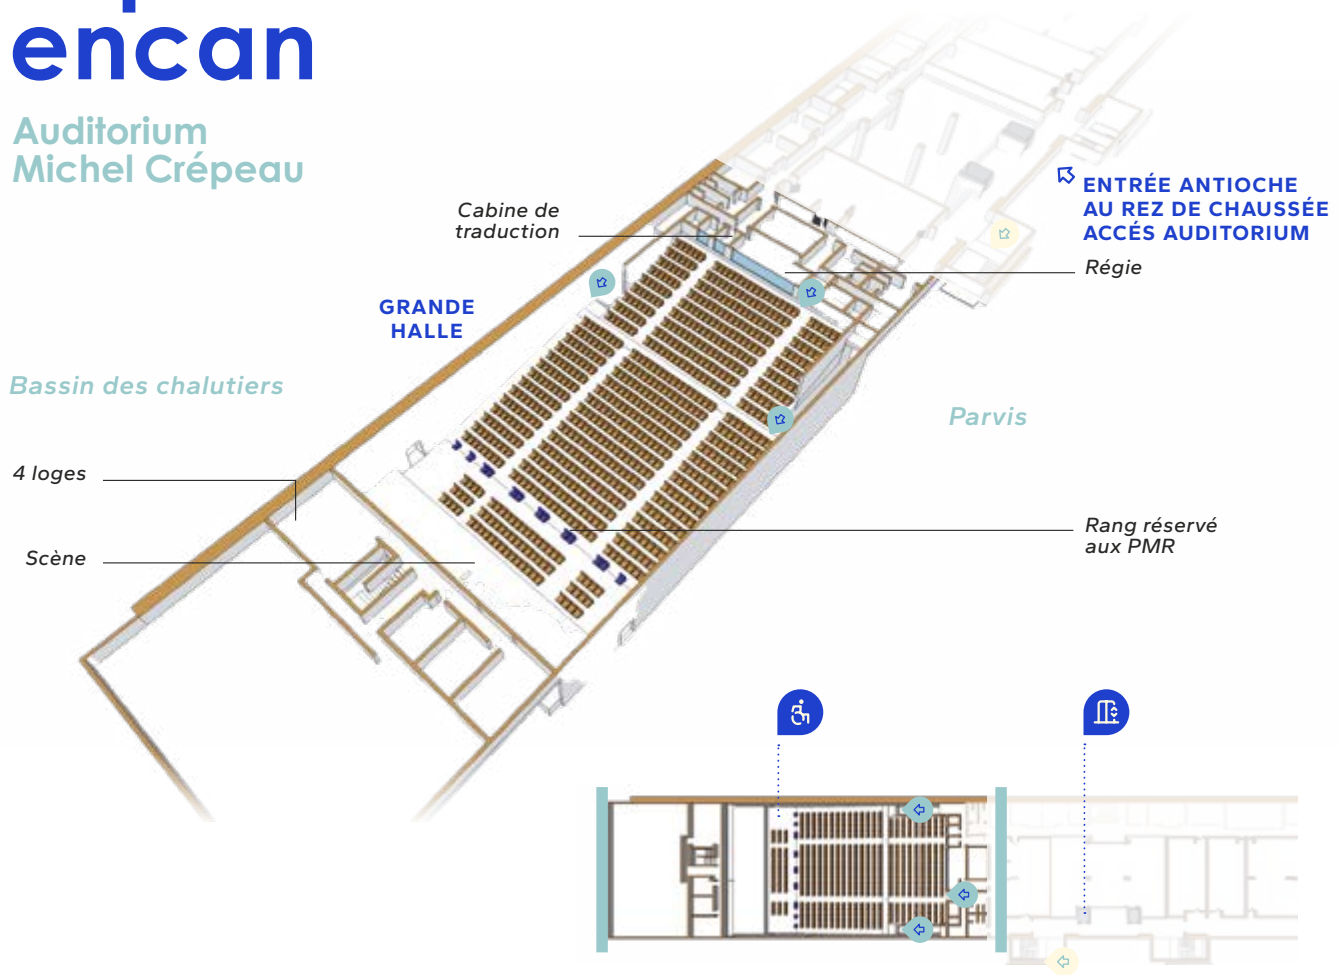 encan
Auditorium
Michel Crépeau
Cabine de
traduction
ENTRÉE ANTIOCHE
AU REZ DE CHAUSSÉE
ACCÉS AUDITORIUM
Régie
GRANDE
HALLE
Bassin des chalutiers
Parvis
4 loges
Scène
Rang réservé
aux PMR